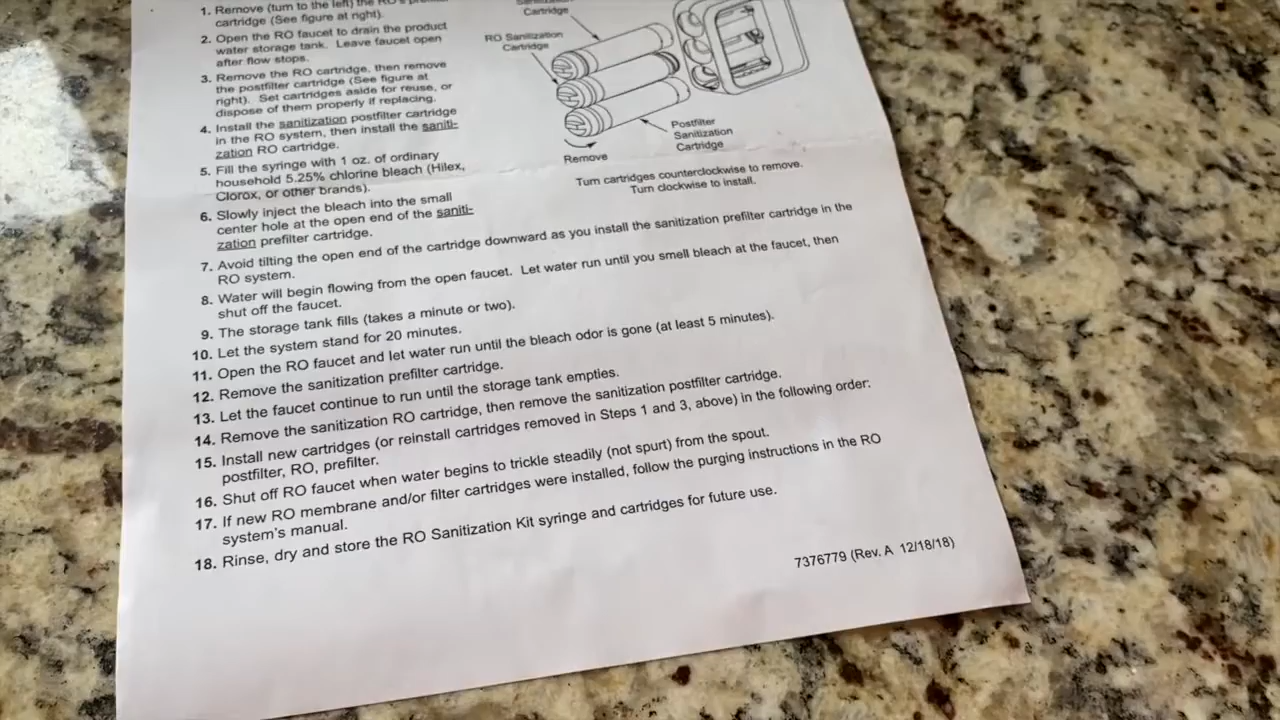 1. Remove (turn to the left) the RO's
cartridge (See figure at right).
2. Open the RO faucet to drain the product
water storage tank. Leave faucet open
after flow stops.
3. Remove the RO cartridge, then remove
the postfilter cartridge (See figure at
right). Set cartridges aside for reuse, or
dispose of them properly if replacing.
4. Install the sanitization postfilter cartridge
in the RO system, then install the saniti-
zation RO cartridge.
5. Fill the syringe with 1 oz. of ordinary
household 5.25% chlorine bleach (Hilex,
Clorox, or other brands).
6. Slowly inject the bleach into the small
center hole at the open end of the saniti-
zation prefilter cartridge.
Sanitization
Cartridge
RO Sanitization
Cartridge
Postfilter
Sanitization
Cartridge
Remove
Turn cartridges counterclockwise to remove.
Turn clockwise to install.
7. Avoid tilting the open end of the cartridge downward as you install the sanitization prefilter cartridge in the
RO system.
8. Water will begin flowing from the open faucet. Let water run until you smell bleach at the faucet, then
shut off the faucet.
9. The storage tank fills (takes a minute or two).
10. Let the system stand for 20 minutes.
11. Open the RO faucet and let water run until the bleach odor is gone (at least 5 minutes).
12. Remove the sanitization prefilter cartridge.
13. Let the faucet continue to run until the storage tank empties.
14. Remove the sanitization RO cartridge, then remove the sanitization postfilter cartridge.
15. Install new cartridges (or reinstall cartridges removed in Steps 1 and 3, above) in the following order:
postfilter, RO, prefilter.
16. Shut off RO faucet when water begins to trickle steadily (not spurt) from the spout.
17. If new RO membrane and/or filter cartridges were installed, follow the purging instructions in the RO
system's manual.
18. Rinse, dry and store the RO Sanitization Kit syringe and cartridges for future use.
7376779 (Rev. A 12/18/18)